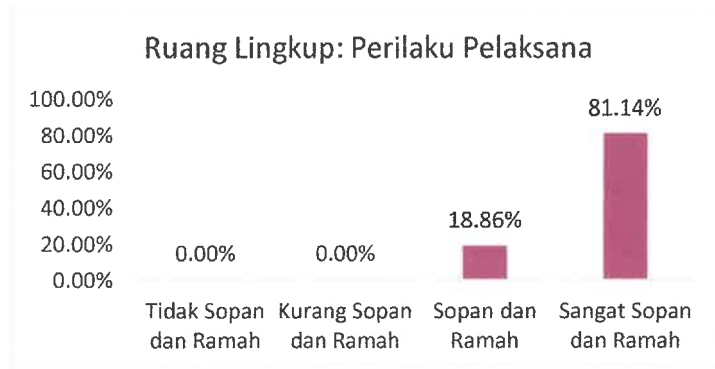 Ruang Lingkup: Perilaku Pelaksana
100.00%
80.00%
60.00%
40.00%
20.00%
0.00%
0.00%
0.00%
18.86%
81.14%
Tidak Sopan
dan Ramah
Kurang Sopan
dan Ramah
Sopan dan
Ramah
Sangat Sopan
dan Ramah